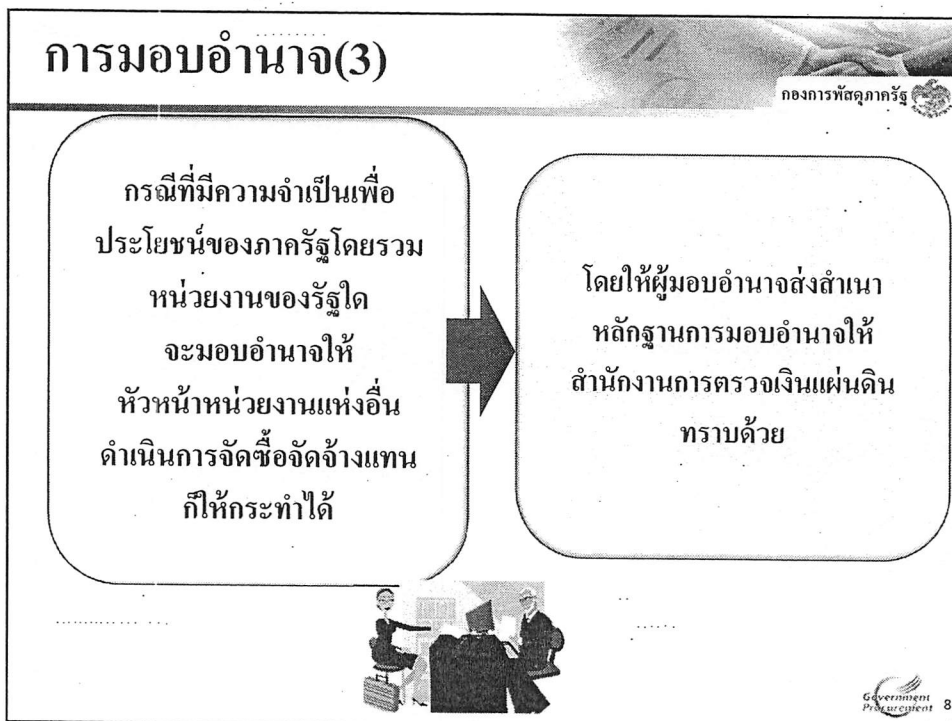 การมอบอำนาจ(3)
กองการพัสดุภาครัฐ
กรณีที่มีความจำเป็นเพื่อ
ประโยชน์ของภาครัฐโดยรวม
หน่วยงานของรัฐใด
จะมอบอำนาจให้
หัวหน้าหน่วยงานแห่งอื่น
ดำเนินการจัดซื้อจัดจ้างแทน
ก็ให้กระทำได้
โดยให้ผู้มอบอำนาจส่งสำเนา
หลักฐานการมอบอำนาจให้
สำนักงานการตรวจเงินแผ่นดิน
ทราบด้วย
Government
Procurement 8